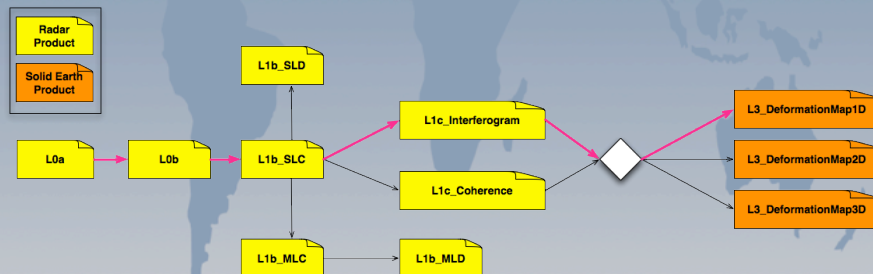 Radar
Product
Solid Earth
Product
L1b_SLD
L1c_Interferogram
L3_DeformationMap1D
L0a
L0b
L1b_SLC
L3_DeformationMap2D
L1c_Coherence
L3_DeformationMap3D
L1b_MLC
L1b_MLD